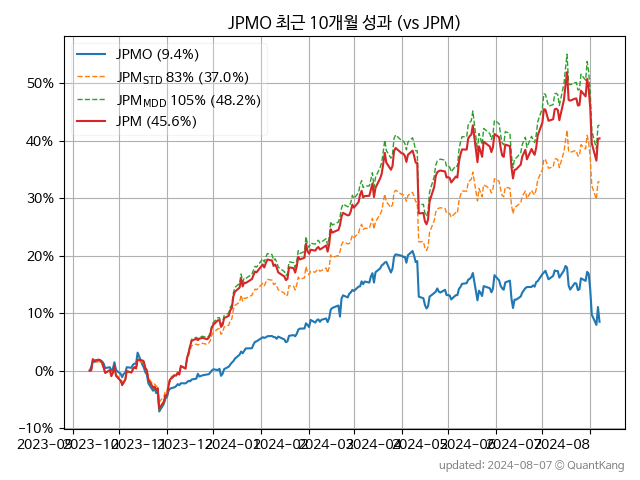 JPMO 최근 10개월 성과 (vs JPM)
JPMO (9.4%)
JPM_STD 83% (37.0%)
JPM_MDD 105% (48.2%)
JPM (45.6%)
50%
40%
30%
20%
10%
0%
−10%
2023-09 2023-10 2023-11 2023-12 2024-01 2024-02 2024-03 2024-04 2024-05 2024-06 2024-07 2024-08
updated: 2024-08-07 © QuantKang